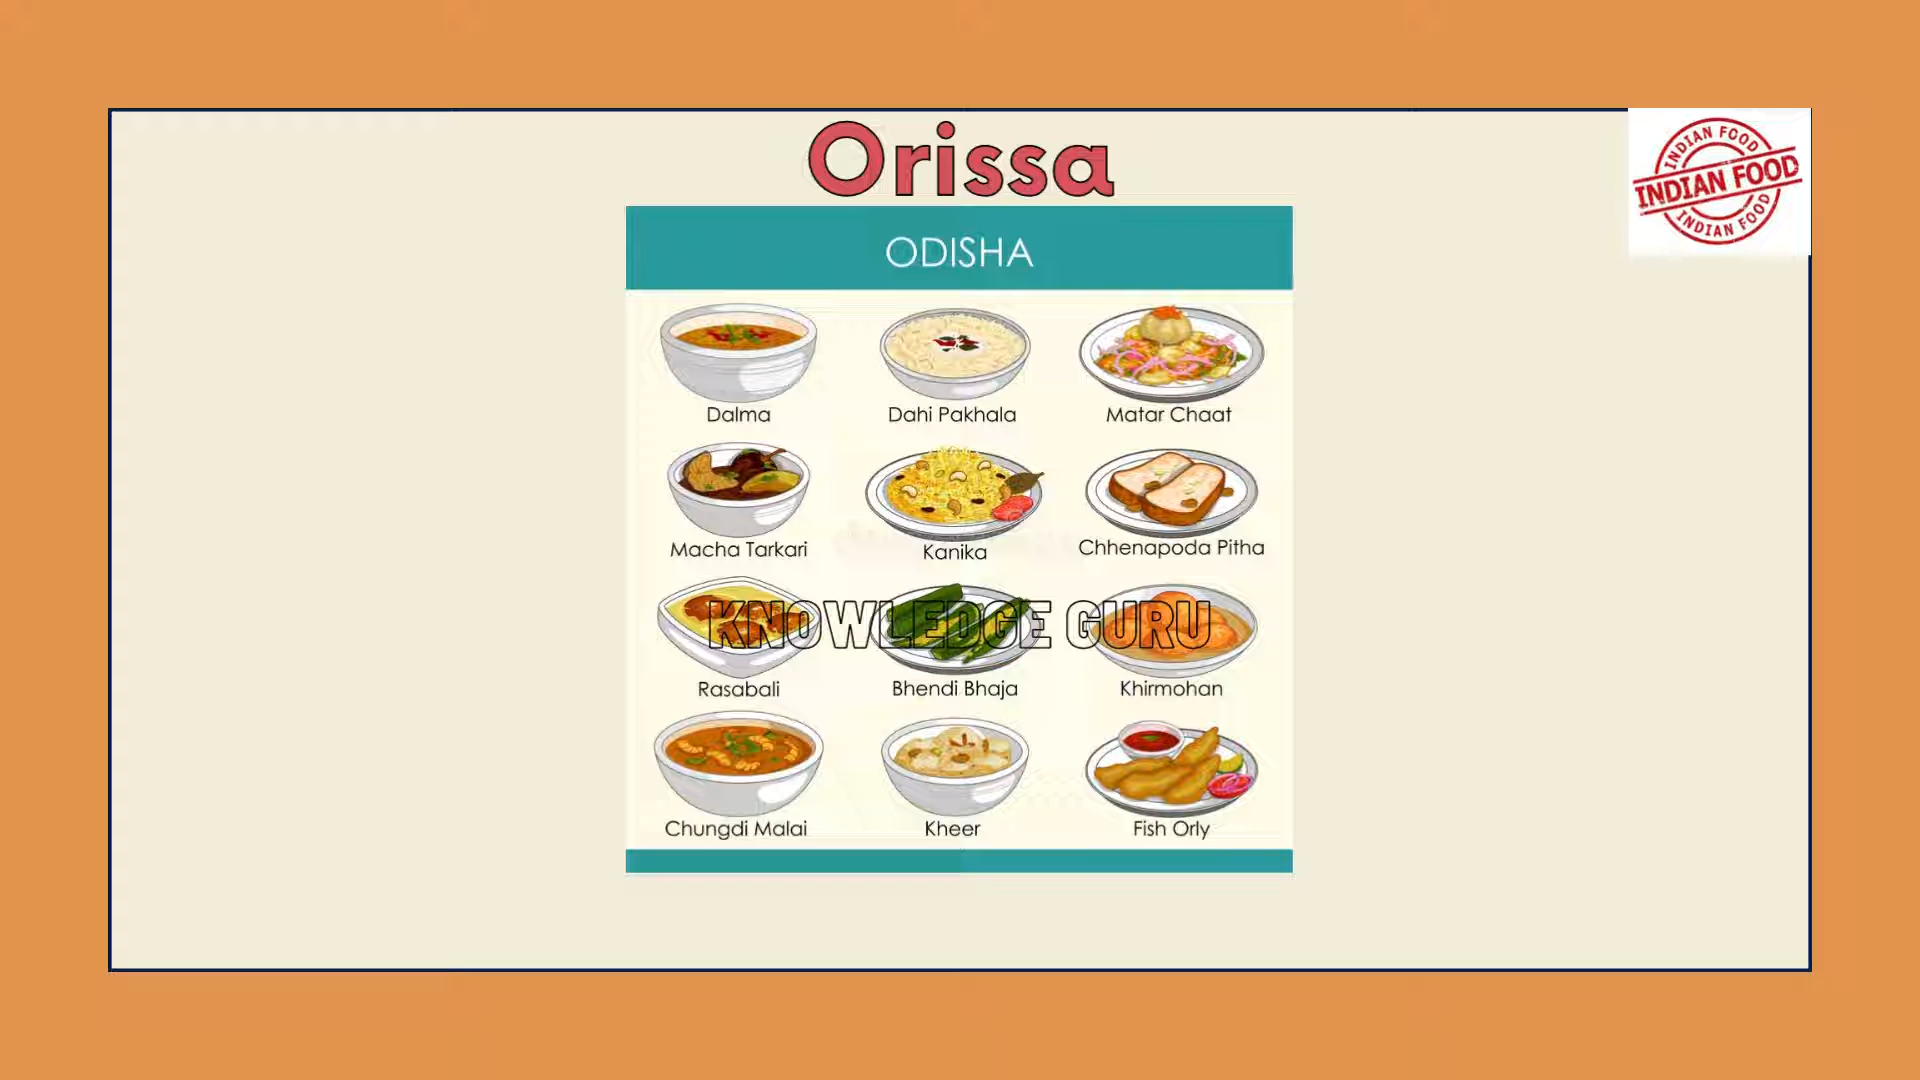 Orissa
INDIAN FOOD
INDIAN FOOD
INDIAN FOOD
ODISHA
Dalma
Dahi Pakhala
Matar Chaat
Macha Tarkari
Kanika
Chhenapoda Pitha
KNOWLEDGE GURU
Rasabali
Bhendi Bhaja
Khirmohan
Chungdi Malai
Kheer
Fish Orly